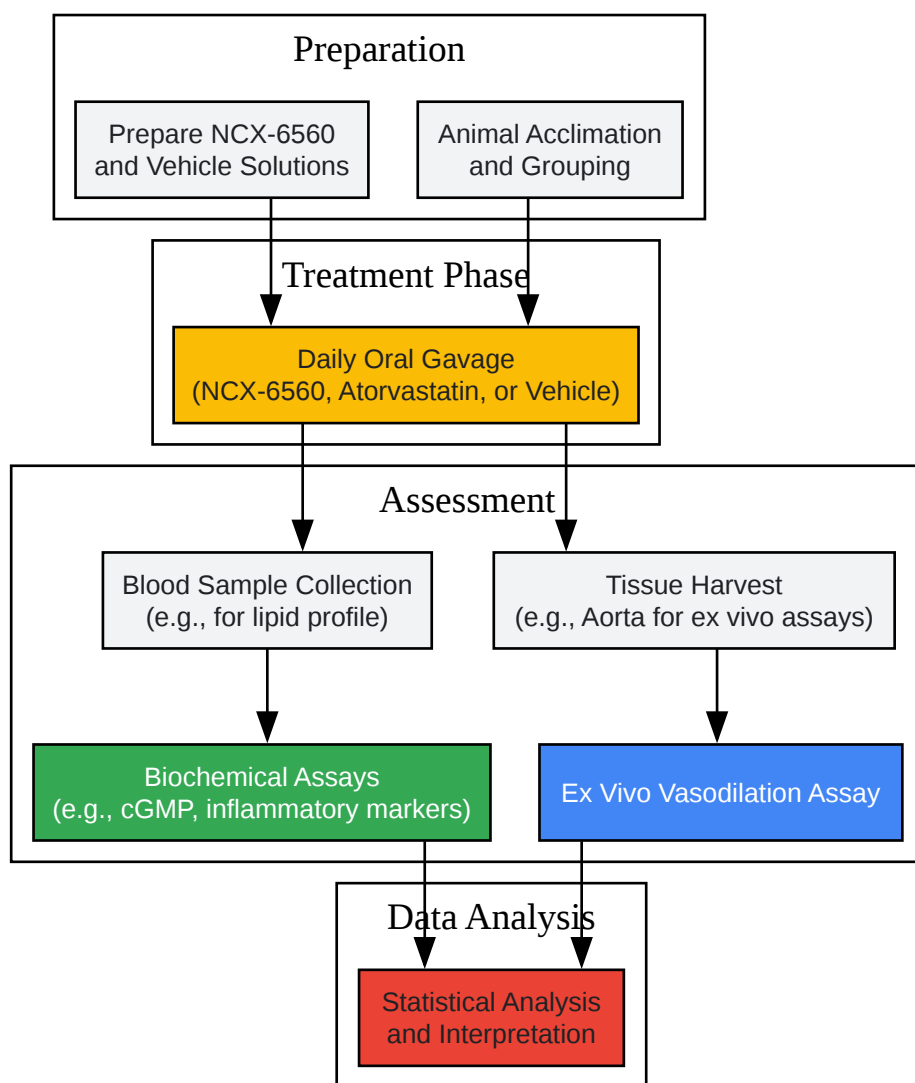 Preparation
Prepare NCX-6560
and Vehicle Solutions
Animal Acclimation
and Grouping
Treatment Phase
Daily Oral Gavage
(NCX-6560, Atorvastatin, or Vehicle)
Assessment
Blood Sample Collection
(e.g., for lipid profile)
Tissue Harvest
(e.g., Aorta for ex vivo assays)
Biochemical Assays
(e.g., cGMP, inflammatory markers)
Ex Vivo Vasodilation Assay
Data Analysis
Statistical Analysis
and Interpretation